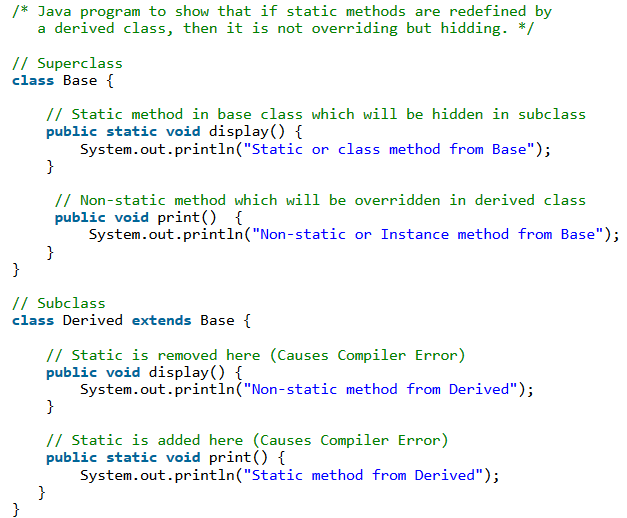 /* Java program to show that if static methods are redefined by
   a derived class, then it is not overriding but hidding. */
// Superclass
class Base {
    // Static method in base class which will be hidden in subclass
    public static void display() {
        System.out.println("Static or class method from Base");
    }
     // Non-static method which will be overridden in derived class
     public void print()  {
         System.out.println("Non-static or Instance method from Base");
    }
}
// Subclass
class Derived extends Base {
    // Static is removed here (Causes Compiler Error)
    public void display() {
        System.out.println("Non-static method from Derived");
    }
    // Static is added here (Causes Compiler Error)
    public static void print() {
        System.out.println("Static method from Derived");
   }
}